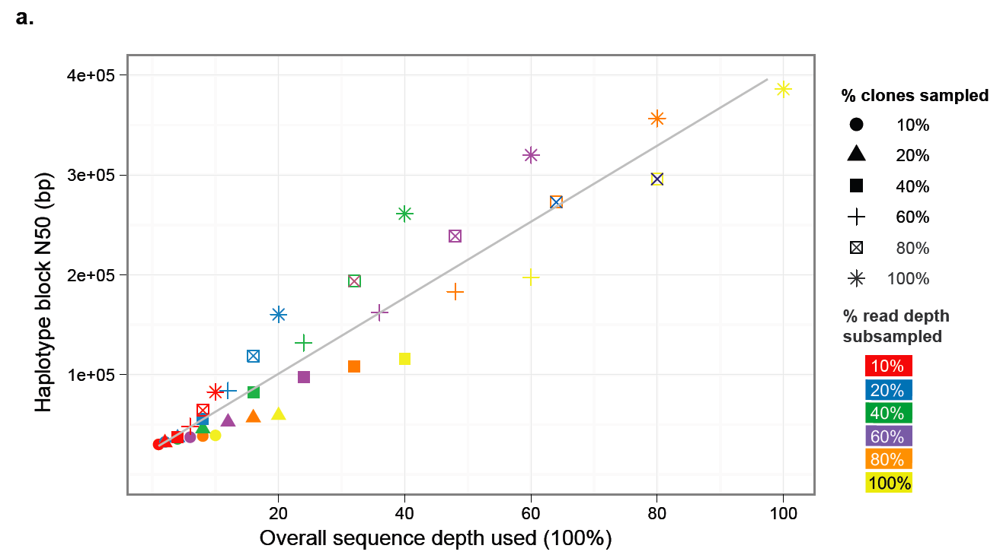 a.
4e+05
3e+05
2e+05
1e+05
Haplotype block N50 (bp)
20 40 60 80 100
Overall sequence depth used (100%)
% clones sampled
10%
20%
40%
60%
80%
100%
% read depth
subsampled
10%
20%
40%
60%
80%
100%